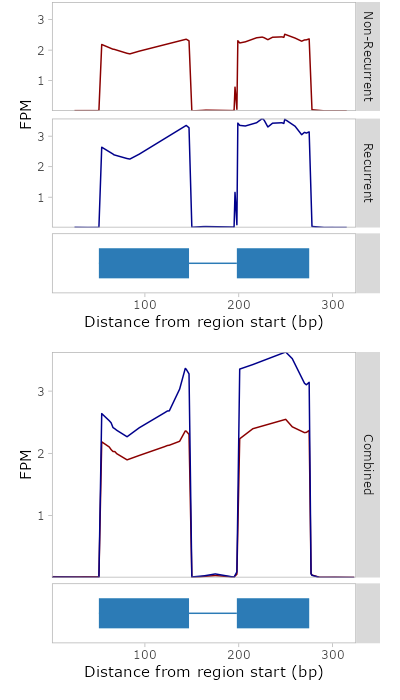 3
2
1
Non-Recurrent
FPM
3
2
1
Recurrent
100
200
300
Distance from region start (bp)
3
2
1
FPM
Combined
100
200
300
Distance from region start (bp)